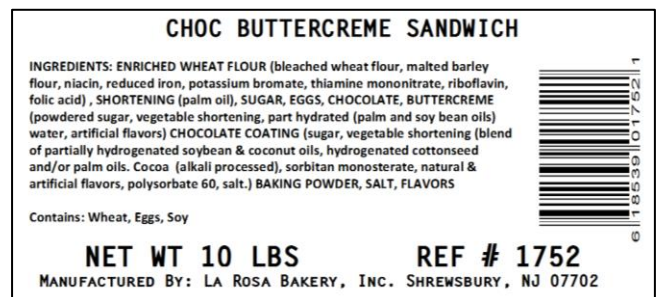 CHOC BUTTERCREME SANDWICH
INGREDIENTS: ENRICHED WHEAT FLOUR (bleached wheat flour, malted barley
flour, niacin, reduced iron, potassium bromate, thiamine mononitrate, riboflavin,
folic acid) , SHORTENING (palm oil), SUGAR, EGGS, CHOCOLATE, BUTTERCREME
(powdered sugar, vegetable shortening, part hydrated (palm and soy bean oils)
water, artificial flavors) CHOCOLATE COATING (sugar, vegetable shortening (blend
of partially hydrogenated soybean & coconut oils, hydrogenated cottonseed
and/or palm oils. Cocoa (alkali processed), sorbitan monosterate, natural &
artificial flavors, polysorbate 60, salt.) BAKING POWDER, SALT, FLAVORS
Contains: Wheat, Eggs, Soy
6 18539 01752 1
NET WT 10 LBS REF # 1752
MANUFACTURED BY: LA ROSA BAKERY, INC. SHREWSBURY, NJ 07702